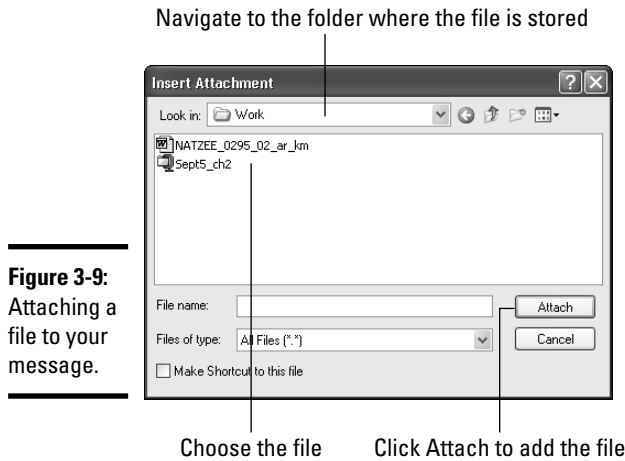 Navigate to the folder where the file is stored
Insert Attachment
Look in: Work
NATZEE_0295_02_ar_km
Sept5_ch2
Figure 3-9:
Attaching a
file to your
message.
File name:
Attach
Files of type: All Files (*.*)
Cancel
Make Shortcut to this file
Choose the file
Click Attach to add the file